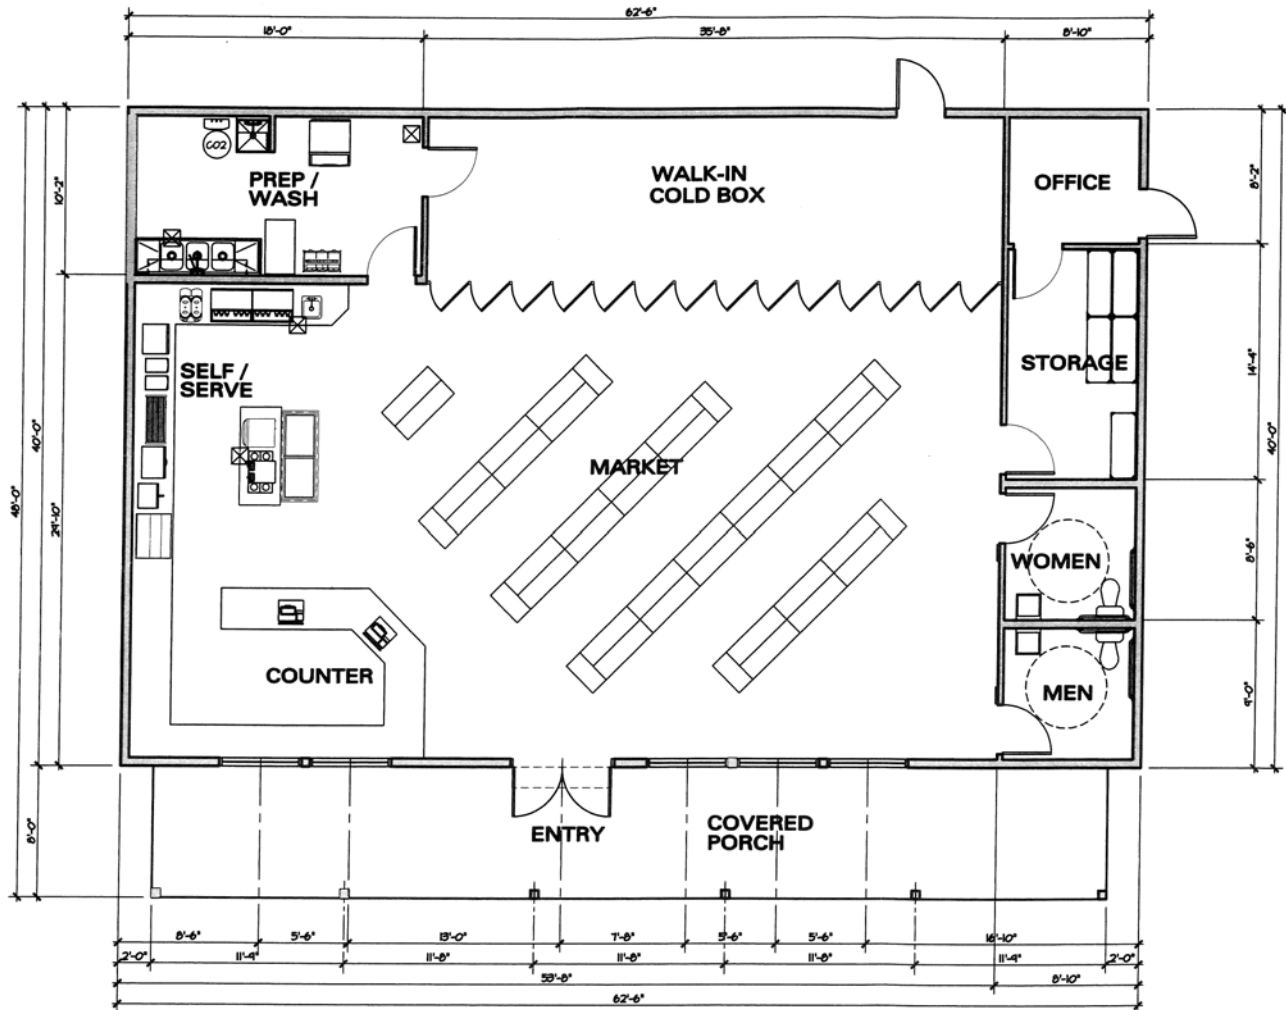 62'-6"
18'-0"
35'-8"
8'-10"
CO2
PREP /
WASH
WALK-IN
COLD BOX
OFFICE
10'-2"
8'-2"
SELF /
SERVE
STORAGE
14'-4"
MARKET
40'-0"
48'-0"
29'-10"
40'-0"
WOMEN
8'-6"
COUNTER
MEN
9'-0"
8'-0"
ENTRY
COVERED
PORCH
8'-6"
5'-6"
13'-0"
7'-8"
5'-6"
5'-6"
16'-10"
2'-0"
11'-4"
11'-8"
11'-8"
11'-8"
11'-4"
2'-0"
53'-8"
8'-10"
62'-6"